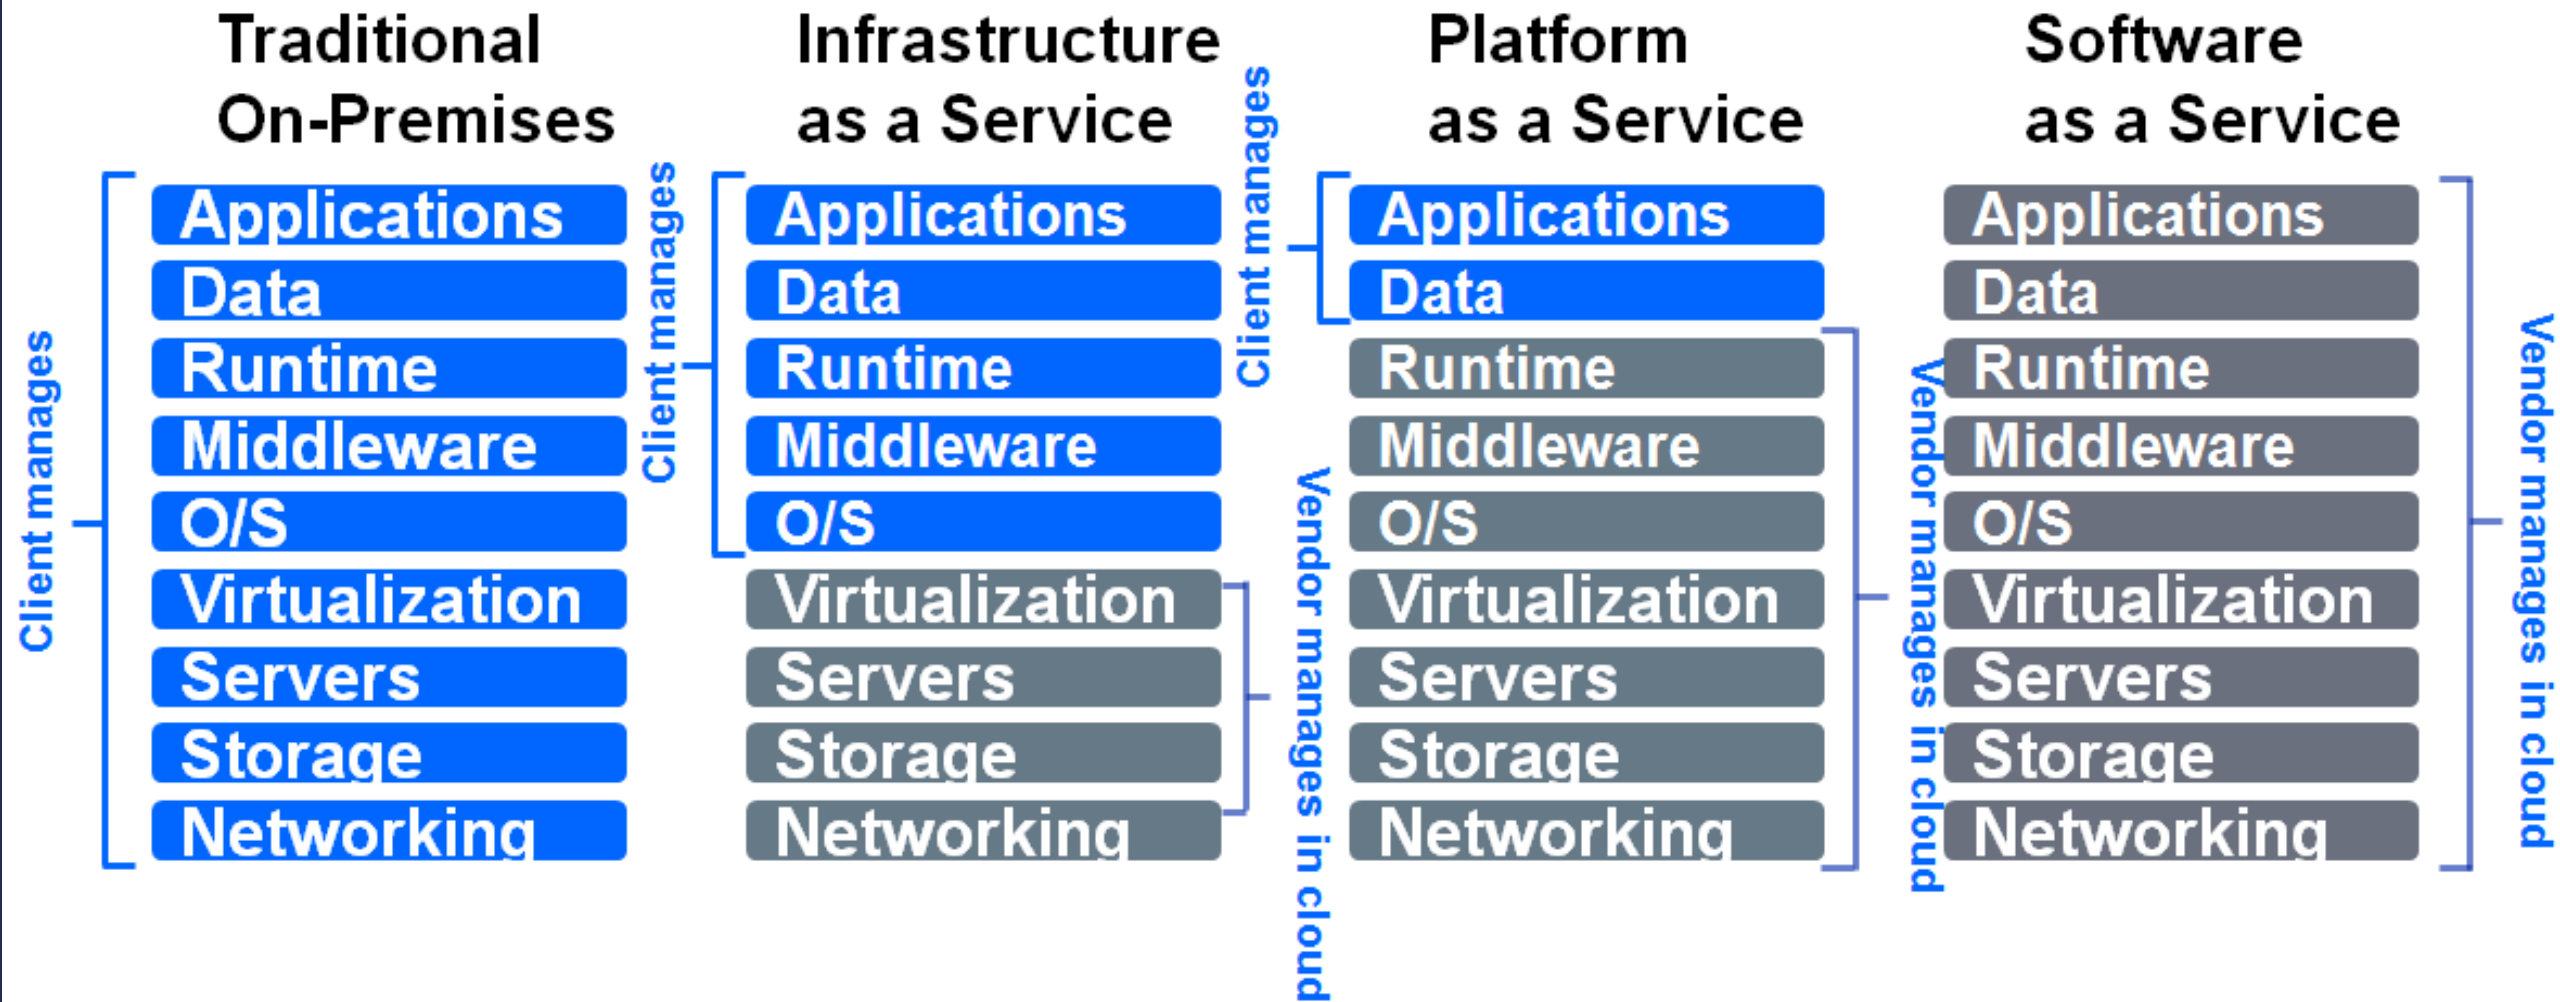 Traditional
On-Premises
Client manages
Applications
Data
Runtime
Middleware
O/S
Virtualization
Servers
Storage
Networking
Infrastructure
as a Service
Client manages
Applications
Data
Runtime
Middleware
O/S
Virtualization
Servers
Storage
Networking
Vendor manages in cloud
Platform
as a Service
Client manages
Applications
Data
Runtime
Middleware
O/S
Virtualization
Servers
Storage
Networking
Vendor manages in cloud
Software
as a Service
Applications
Data
Runtime
Middleware
O/S
Virtualization
Servers
Storage
Networking
Vendor manages in cloud